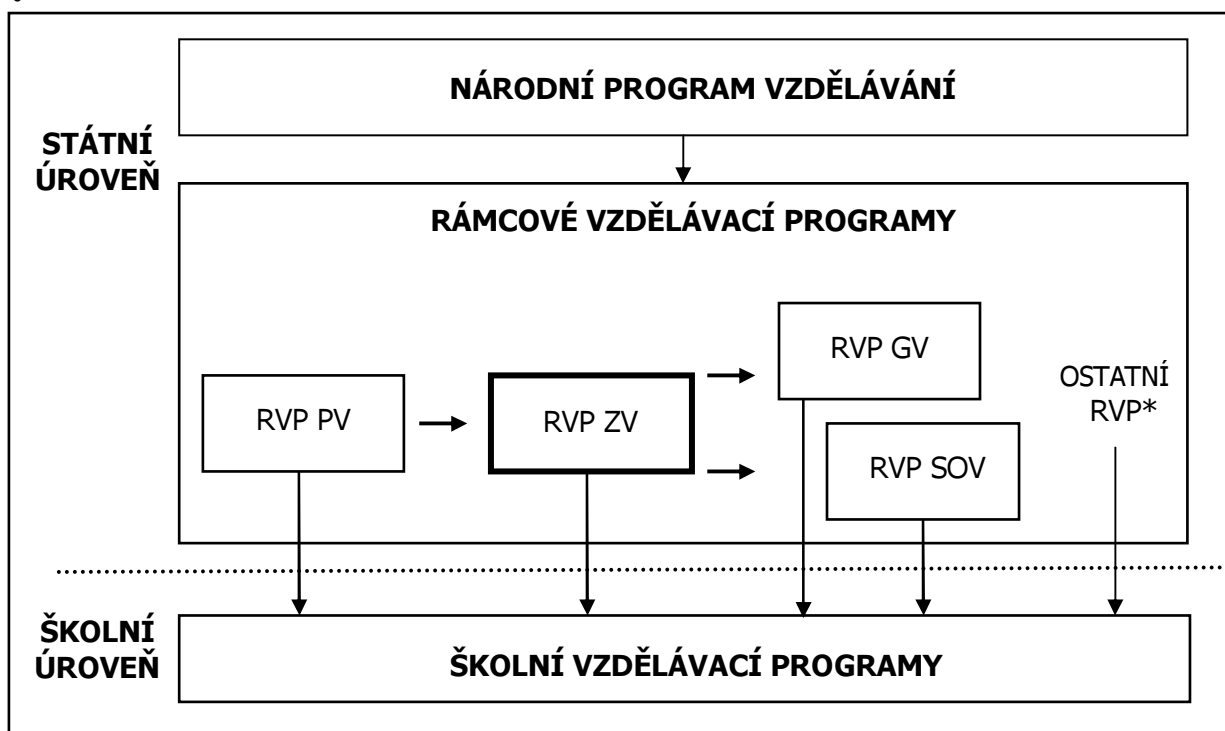 NÁRODNÍ PROGRAM VZDĚLÁVÁNÍ
STÁTNÍ
ÚROVEŇ
RÁMCOVÉ VZDĚLÁVACÍ PROGRAMY
RVP PV
RVP ZV
RVP GV
RVP SOV
OSTATNÍ
RVP*
ŠKOLNÍ
ÚROVEŇ
ŠKOLNÍ VZDĚLÁVACÍ PROGRAMY